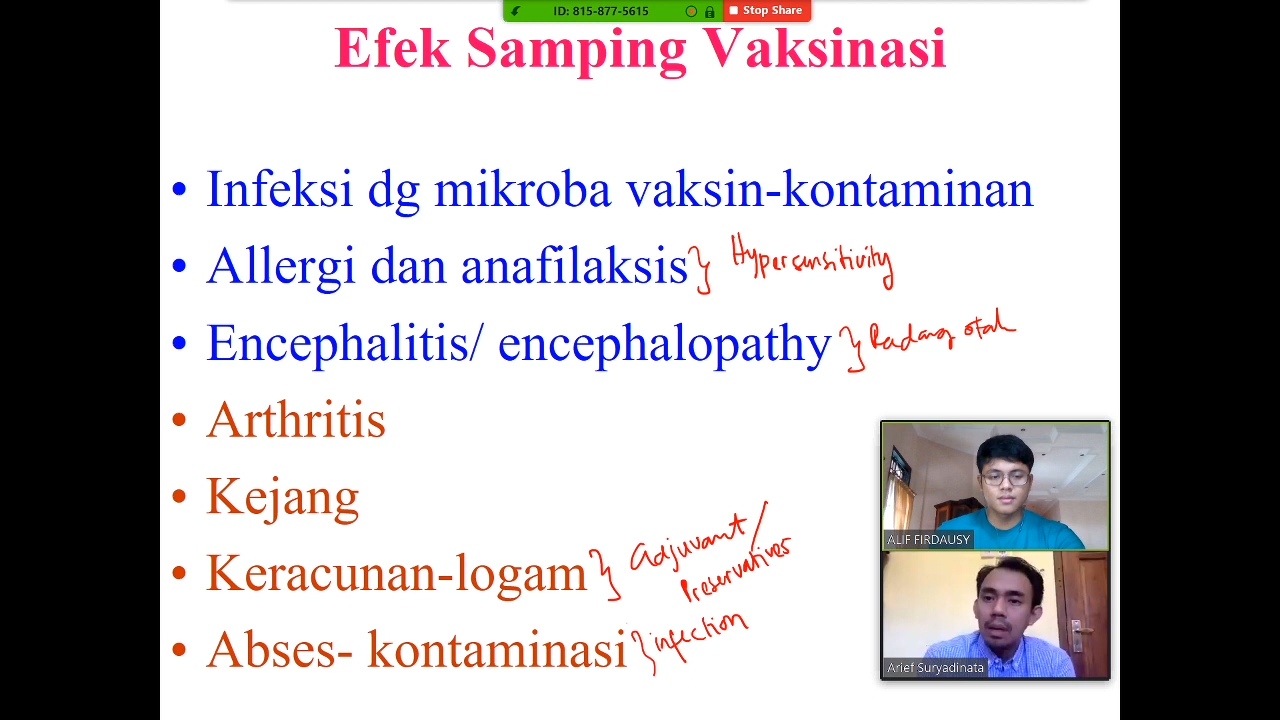 ID: 815-877-5615
Stop Share
Efek Samping Vaksinasi
• Infeksi dg mikroba vaksin-kontaminan
• Allergi dan anafilaksis } Hypersensitivity
• Encephalitis/ encephalopathy } Radang otak
• Arthritis
• Kejang
• Keracunan-logam } Adjuvant/
Preservatives
• Abses- kontaminasi } infection
ALIF FIRDAUSY
Arief Suryadinata